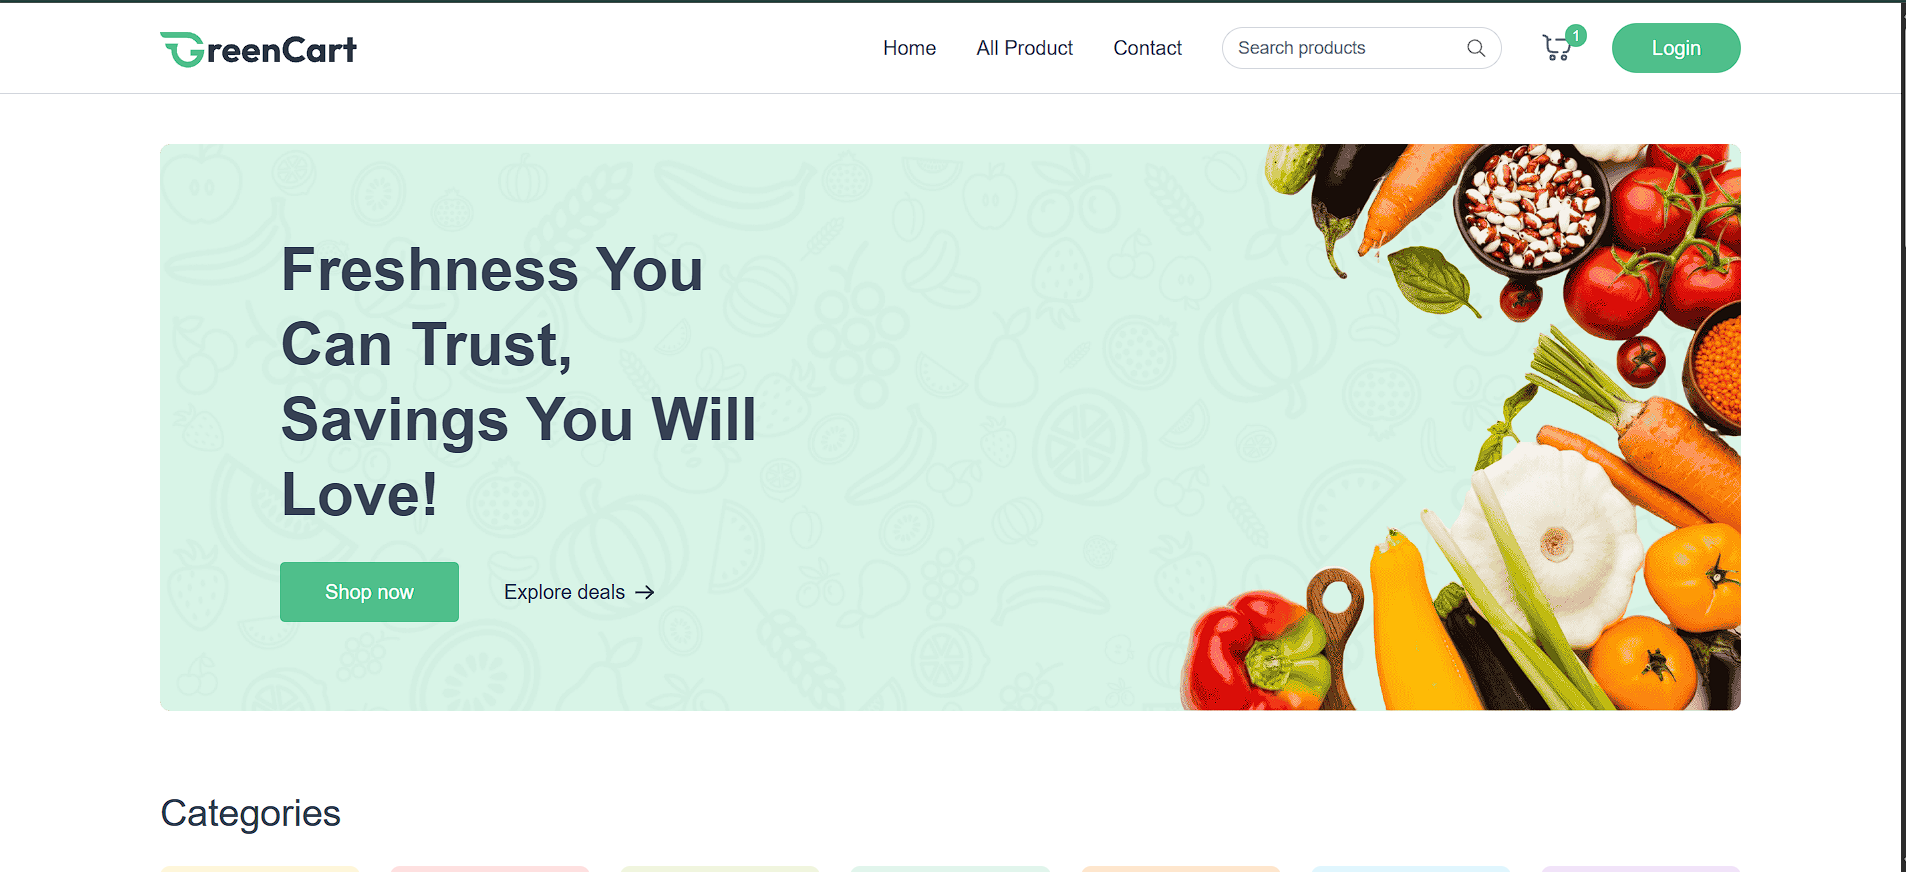 GreenCart
Home
All Product
Contact
Search products
1
Login
Freshness You
Can Trust,
Savings You Will
Love!
Shop now
Explore deals
Categories